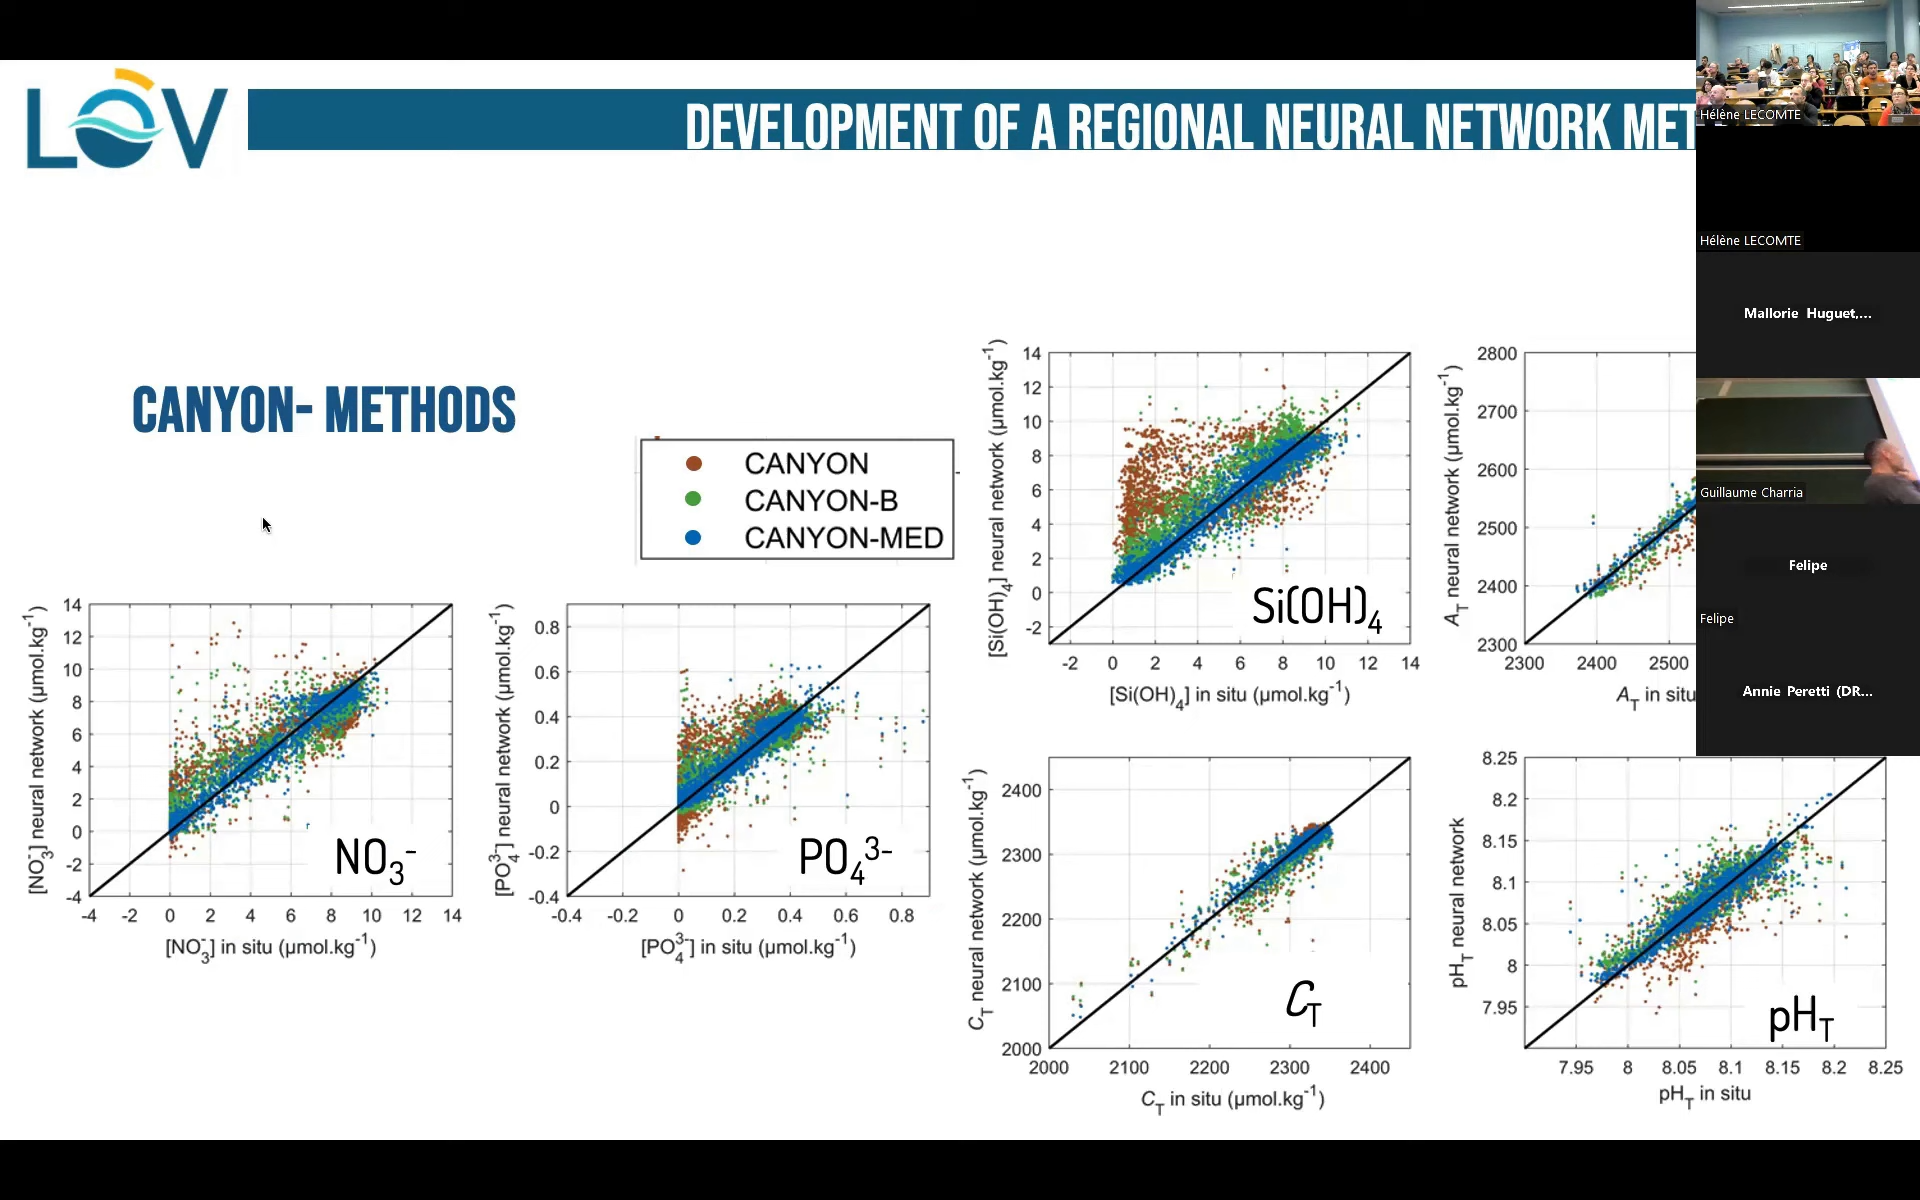 LOV
DEVELOPMENT OF A REGIONAL NEURAL NETWORK MET
CANYON- METHODS
CANYON
CANYON-B
CANYON-MED
[NO₃⁻] neural network (µmol.kg⁻¹)
14
12
10
8
6
4
2
0
-2
-4
-4 -2 0 2 4 6 8 10 12 14
[NO₃⁻] in situ (µmol.kg⁻¹)
NO₃⁻
[PO₄³⁻] neural network (µmol.kg⁻¹)
0.8
0.6
0.4
0.2
0
-0.2
-0.4
-0.4 -0.2 0 0.2 0.4 0.6 0.8
[PO₄³⁻] in situ (µmol.kg⁻¹)
PO₄³⁻
[Si(OH)₄] neural network (µmol.kg⁻¹)
14
12
10
8
6
4
2
0
-2
-2 0 2 4 6 8 10 12 14
[Si(OH)₄] in situ (µmol.kg⁻¹)
Si(OH)₄
A_T neural network (µmol.kg⁻¹)
2800
2700
2600
2500
2400
2300
2300 2400 2500
A_T in situ
C_T neural network (µmol.kg⁻¹)
2400
2300
2200
2100
2000
2000 2100 2200 2300 2400
C_T in situ (µmol.kg⁻¹)
C_T
pH_T neural network
8.25
8.2
8.15
8.1
8.05
8
7.95
7.95 8 8.05 8.1 8.15 8.2 8.25
pH_T in situ
pH_T
Hélène LECOMTE
Hélène LECOMTE
Mallorie Huguet,...
Guillaume Charria
Felipe
Felipe
Annie Peretti (DR...